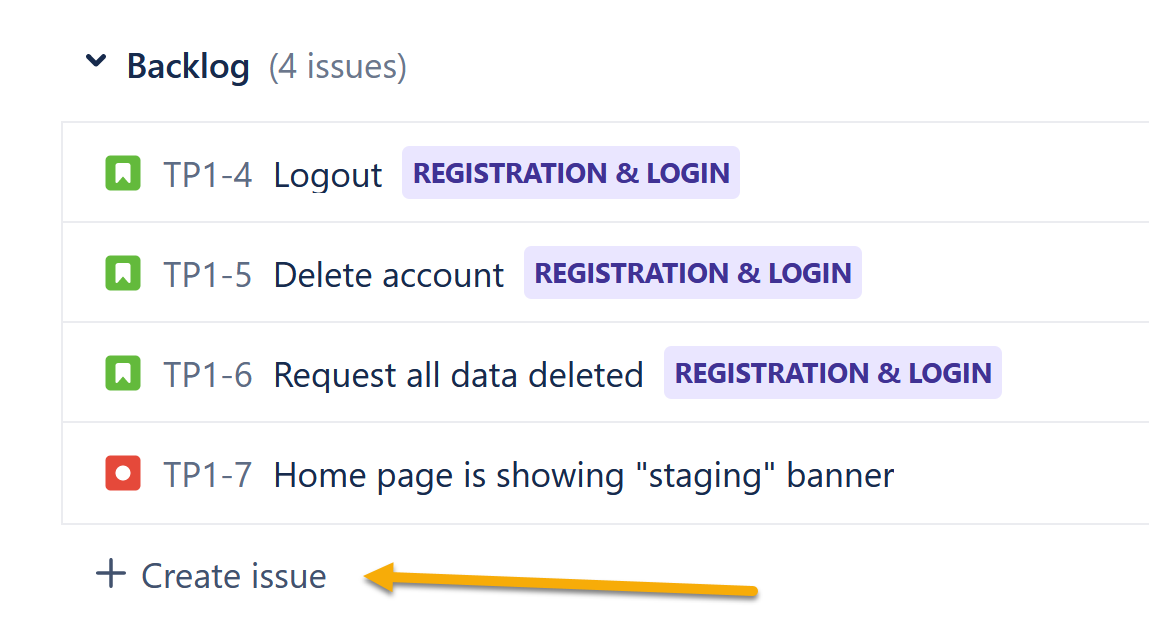 Backlog (4 issues)
TP1-4 Logout REGISTRATION & LOGIN
TP1-5 Delete account REGISTRATION & LOGIN
TP1-6 Request all data deleted REGISTRATION & LOGIN
TP1-7 Home page is showing "staging" banner
+ Create issue